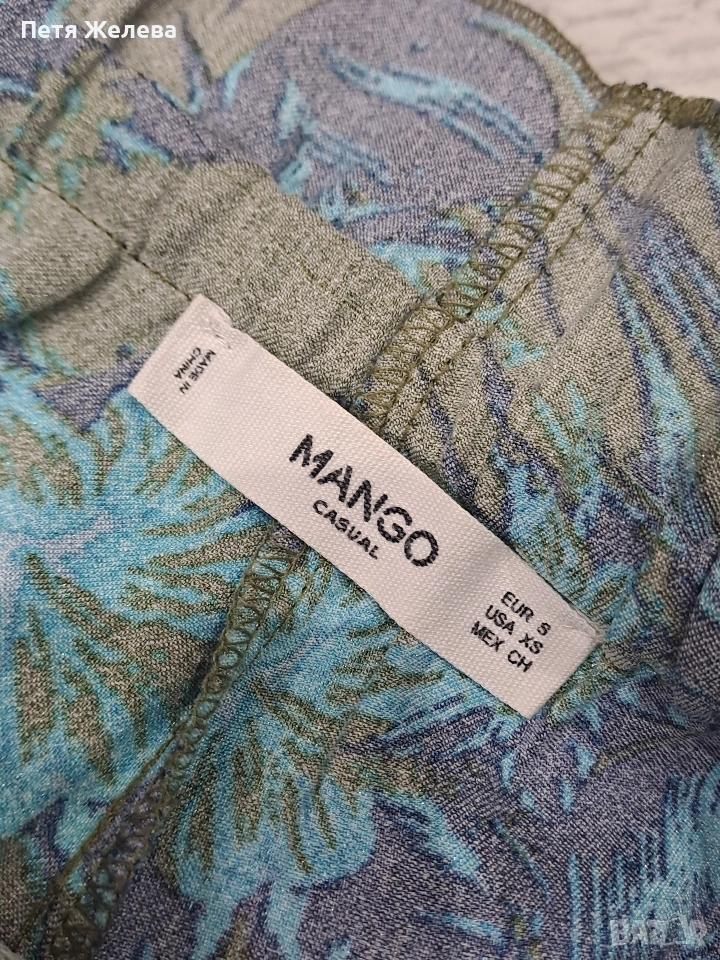 Петя Желева
MADE IN
CHINA
MANGO
CASUAL
EUR S
USA XS
MEX CH